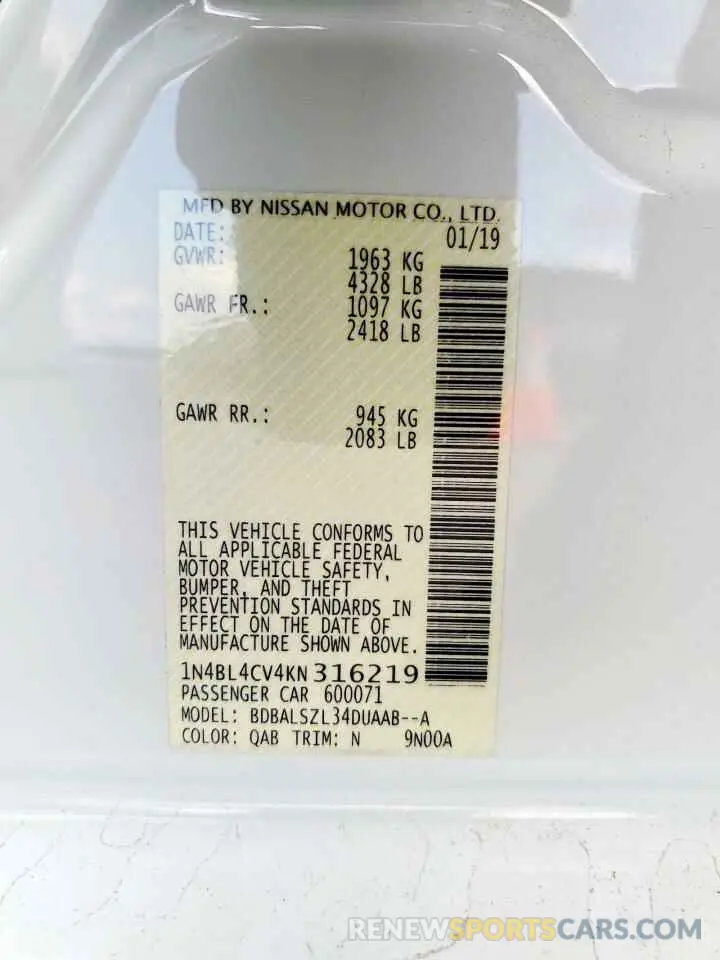 MFD BY NISSAN MOTOR CO., LTD.
DATE: 01/19
GVWR: 1963 KG
4328 LB
GAWR FR.: 1097 KG
2418 LB
GAWR RR.: 945 KG
2083 LB
THIS VEHICLE CONFORMS TO
ALL APPLICABLE FEDERAL
MOTOR VEHICLE SAFETY,
BUMPER, AND THEFT
PREVENTION STANDARDS IN
EFFECT ON THE DATE OF
MANUFACTURE SHOWN ABOVE.
1N4BL4CV4KN316219
PASSENGER CAR 600071
MODEL: BDBALSZL34DUAAB--A
COLOR: QAB TRIM: N 9N00A
RENEWSPORTSCARS.COM